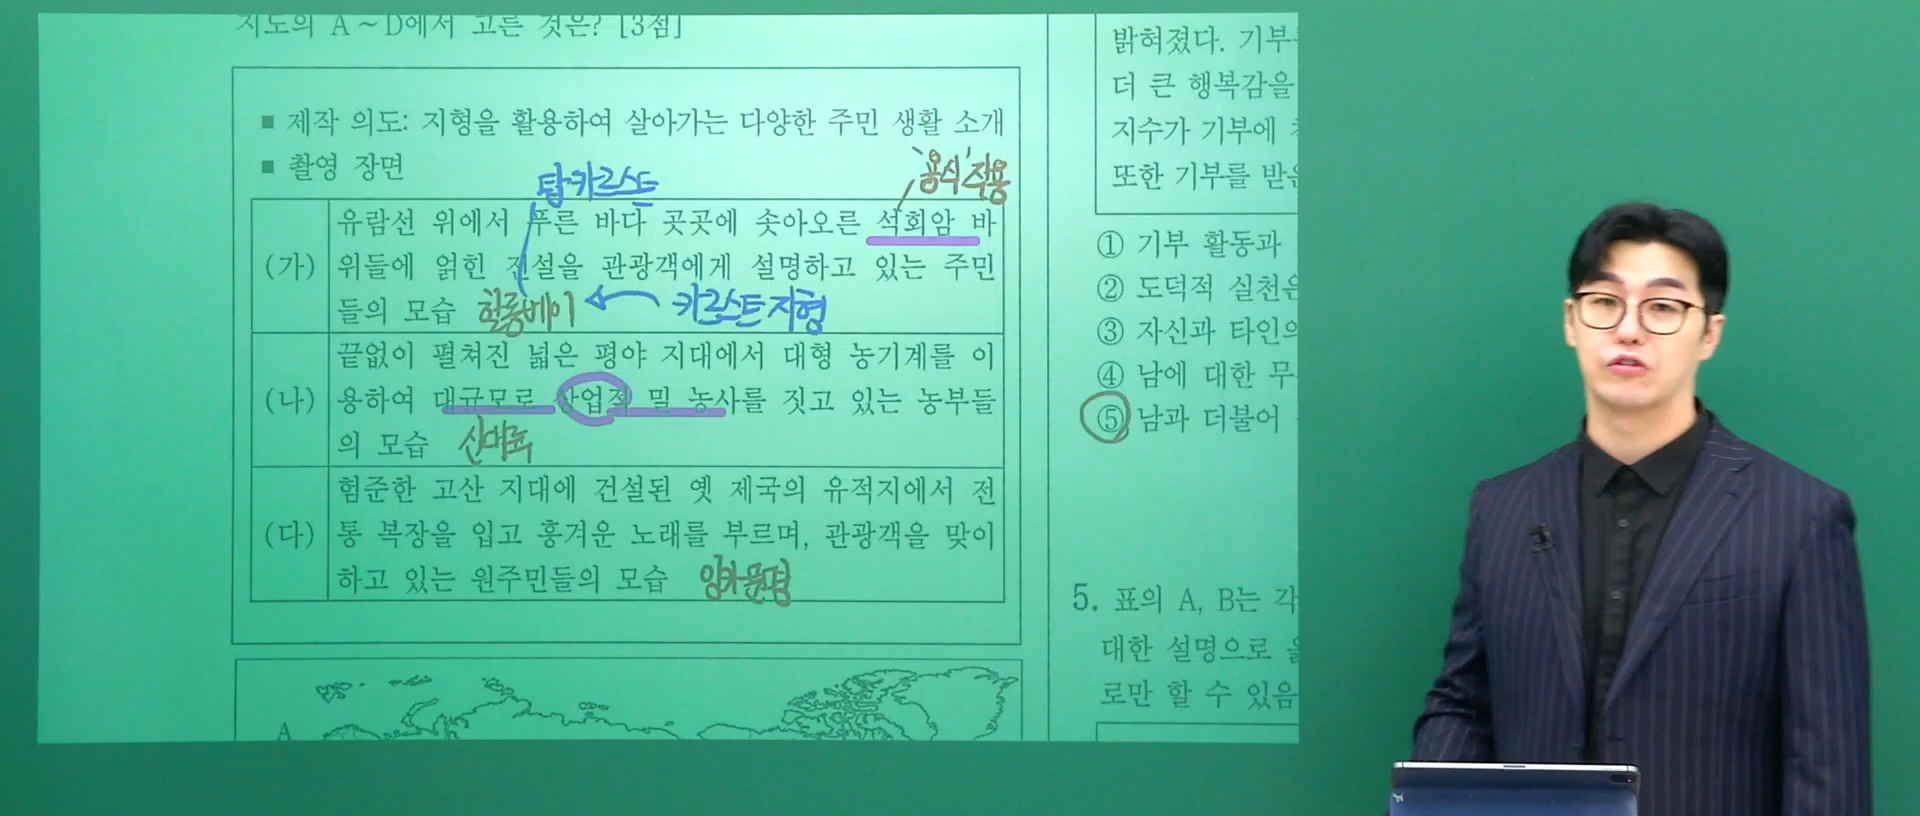 지도의 A ~ D에서 고른 것은? [3점]
■ 제작 의도: 지형을 활용하여 살아가는 다양한 주민 생활 소개
■ 촬영 장면
탑카르스트
'용식'작용
(가)
유람선 위에서 푸른 바다 곳곳에 솟아오른 석회암 바
위들에 얽힌 전설을 관광객에게 설명하고 있는 주민
들의 모습
할롱베이
카르스트 지형
(나)
끝없이 펼쳐진 넓은 평야 지대에서 대형 농기계를 이
용하여 대규모로 상업적 밀 농사를 짓고 있는 농부들
의 모습
신대륙
(다)
험준한 고산 지대에 건설된 옛 제국의 유적지에서 전
통 복장을 입고 흥겨운 노래를 부르며, 관광객을 맞이
하고 있는 원주민들의 모습
잉카문명
A
밝혀졌다. 기부
더 큰 행복감을
지수가 기부에
또한 기부를 받은
① 기부 활동과
② 도덕적 실천은
③ 자신과 타인의
④ 남에 대한 무
⑤ 남과 더불어
5. 표의 A, B는 각
대한 설명으로
로만 할 수 있음